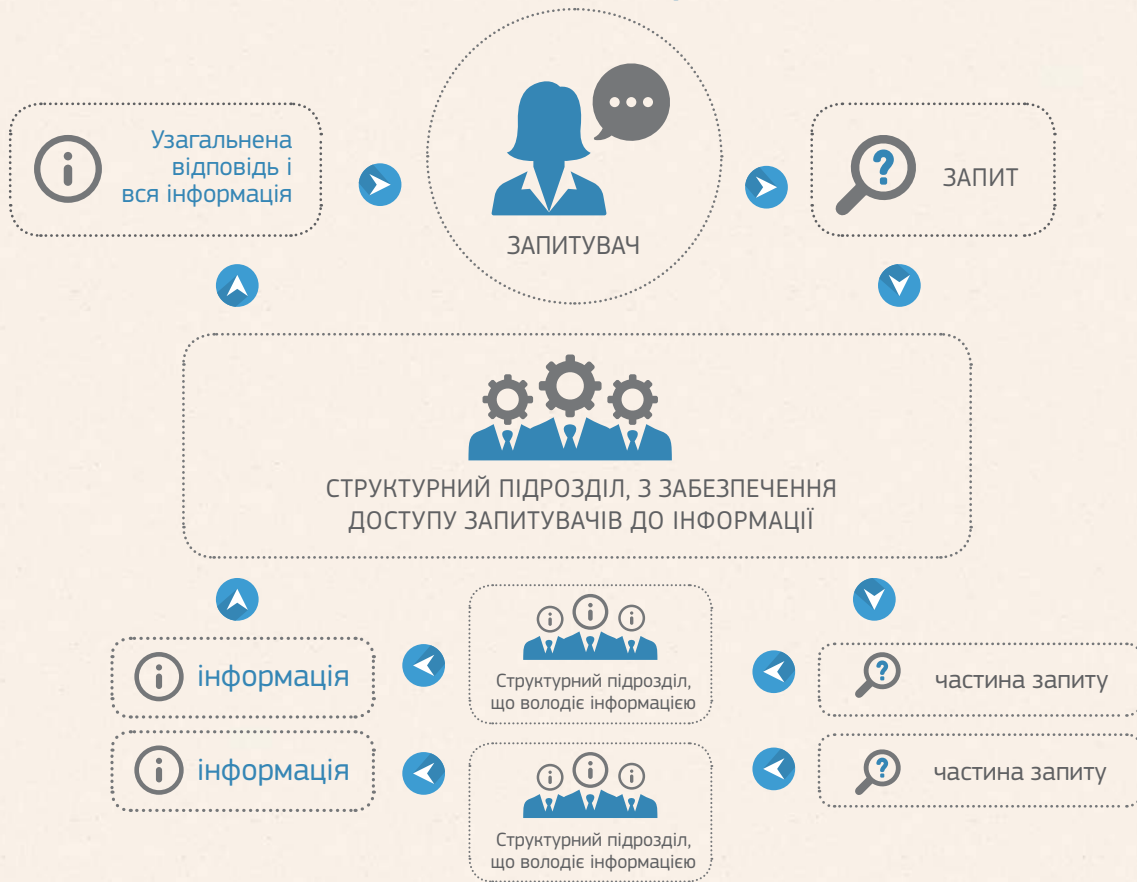 Узагальнена
відповідь і
вся інформація
ЗАПИТУВАЧ
ЗАПИТ
СТРУКТУРНИЙ ПІДРОЗДІЛ, З ЗАБЕЗПЕЧЕННЯ
ДОСТУПУ ЗАПИТУВАЧІВ ДО ІНФОРМАЦІЇ
інформація
Структурний підрозділ,
що володіє інформацією
частина запиту
інформація
Структурний підрозділ,
що володіє інформацією
частина запиту